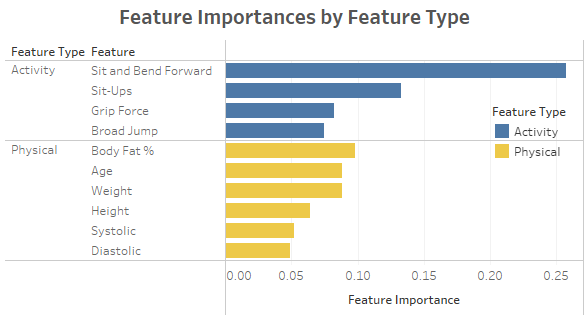 Feature Importances by Feature Type
Feature Type Feature
Activity Sit and Bend Forward
Sit-Ups
Grip Force
Broad Jump
Physical Body Fat %
Age
Weight
Height
Systolic
Diastolic
Feature Type
Activity
Physical
0.00 0.05 0.10 0.15 0.20 0.25
Feature Importance